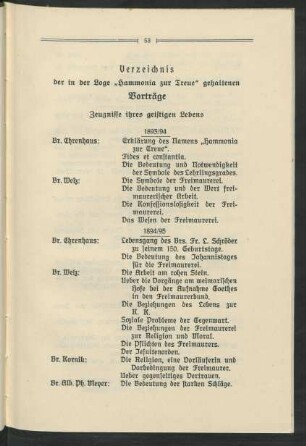 53
Verzeichnis
der in der Loge „Hammonia zur Treue“ gehaltenen
Vorträge
Zeugnisse ihres geistigen Lebens
1893/94
Br. Ehrenhaus: Erklärung des Namens „Hammonia
zur Treue“.
Fides et constantia.
Die Bedeutung und Notwendigkeit
der Symbole des Lehrlingsgrades.
Br. Welz: Die Symbole der Freimaurerei.
Die Bedeutung und der Wert frei-
maurerischer Arbeit.
Die Konfessionslosigkeit der Frei-
maurerei.
Das Wesen der Freimaurerei.
1894/95
Br. Ehrenhaus: Lebensgang des Brs. Fr. L. Schröder
zu seinem 150. Geburtstage.
Die Bedeutung des Johannistages
für die Freimaurerei.
Br. Welz: Die Arbeit am rohen Stein.
Ueber die Vorgänge am weimarischen
Hofe bei der Aufnahme Goethes
in den Freimaurerbund.
Die Beziehungen des Lebens zur
K. K.
Soziale Probleme der Gegenwart.
Die Beziehungen der Freimaurerei
zur Religion und Moral.
Die Pflichten des Freimaurers.
Der Jesuitenorden.
Br. Karnik: Die Religion, eine Vorläuferin und
Vorbedingung der Freimaurer.
Ueber gegenseitiges Vertrauen.
Br. Alb. Ph. Meyer: Die Bedeutung der starken Schläge.